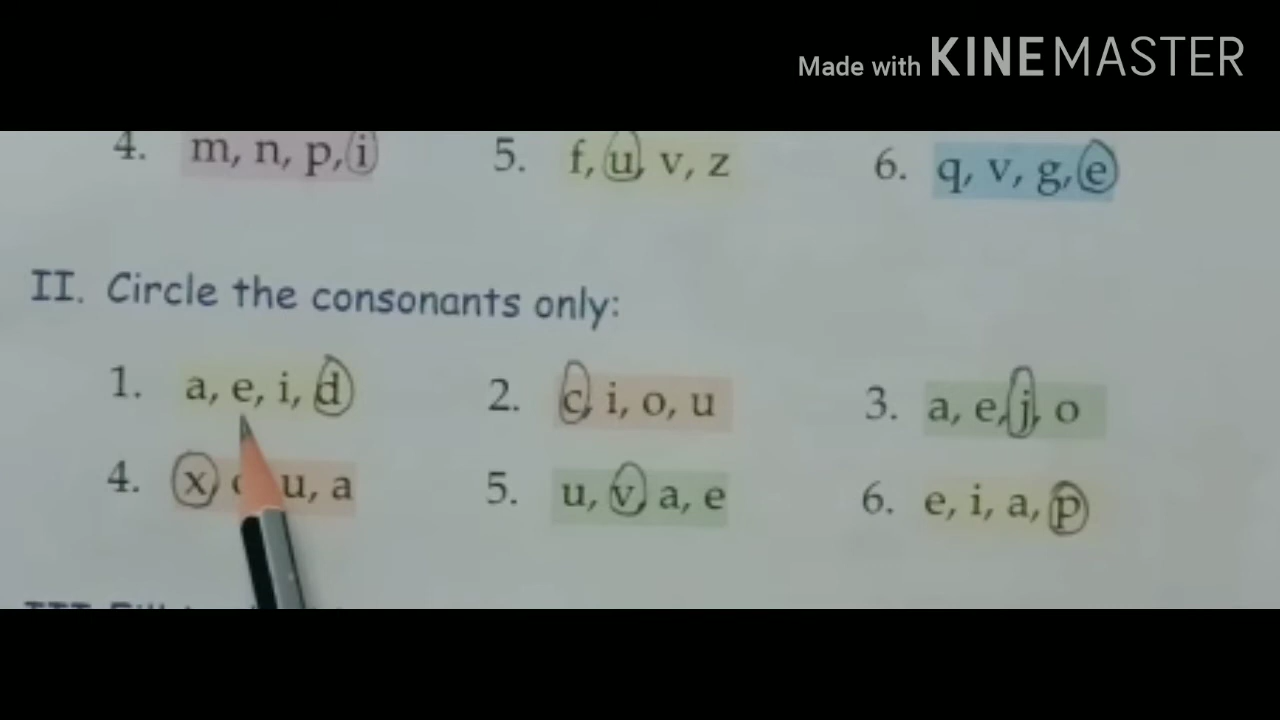 Made with KINEMASTER
4. m, n, p, i 5. f, u, v, z 6. q, v, g, e
II. Circle the consonants only:
1. a, e, i, d 2. c, i, o, u 3. a, e, j, o
4. x, u, a 5. u, v, a, e 6. e, i, a, p